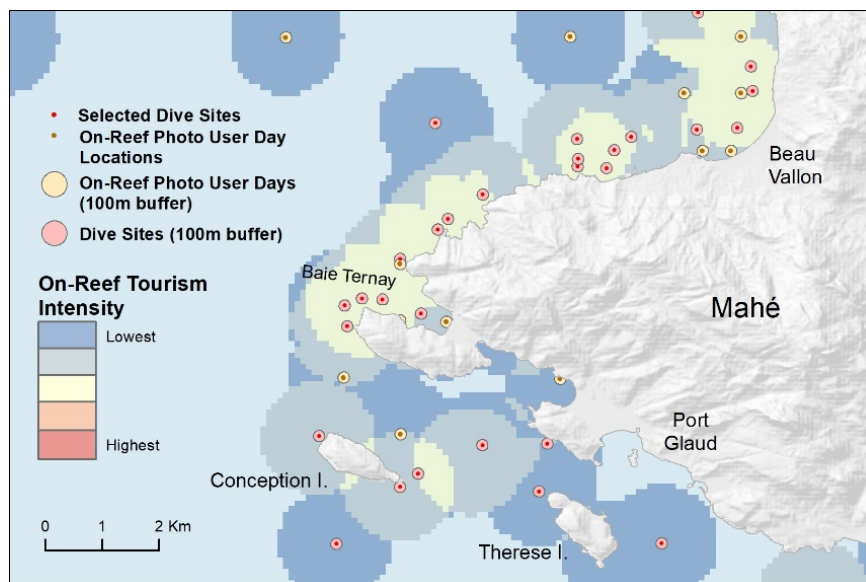 Selected Dive Sites
On-Reef Photo User Day
Locations
On-Reef Photo User Days
(100m buffer)
Dive Sites (100m buffer)
On-Reef Tourism
Intensity
Lowest
Highest
0 1 2 Km
Beau
Vallon
Baie Ternay
Mahé
Port
Glaud
Conception I.
Therese I.